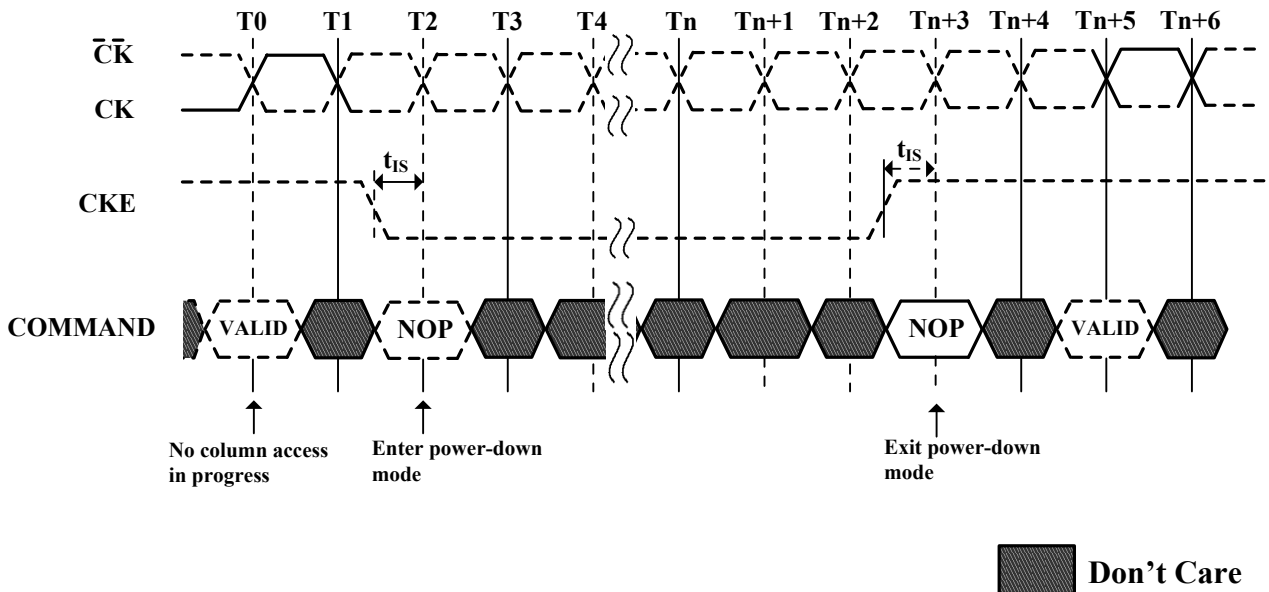 T0 T1 T2 T3 T4 Tn Tn+1 Tn+2 Tn+3 Tn+4 Tn+5 Tn+6
C̅K̅
CK
tIS
tIS
CKE
COMMAND
VALID
NOP
NOP
VALID
No column access
in progress
Enter power-down
mode
Exit power-down
mode
Don't Care